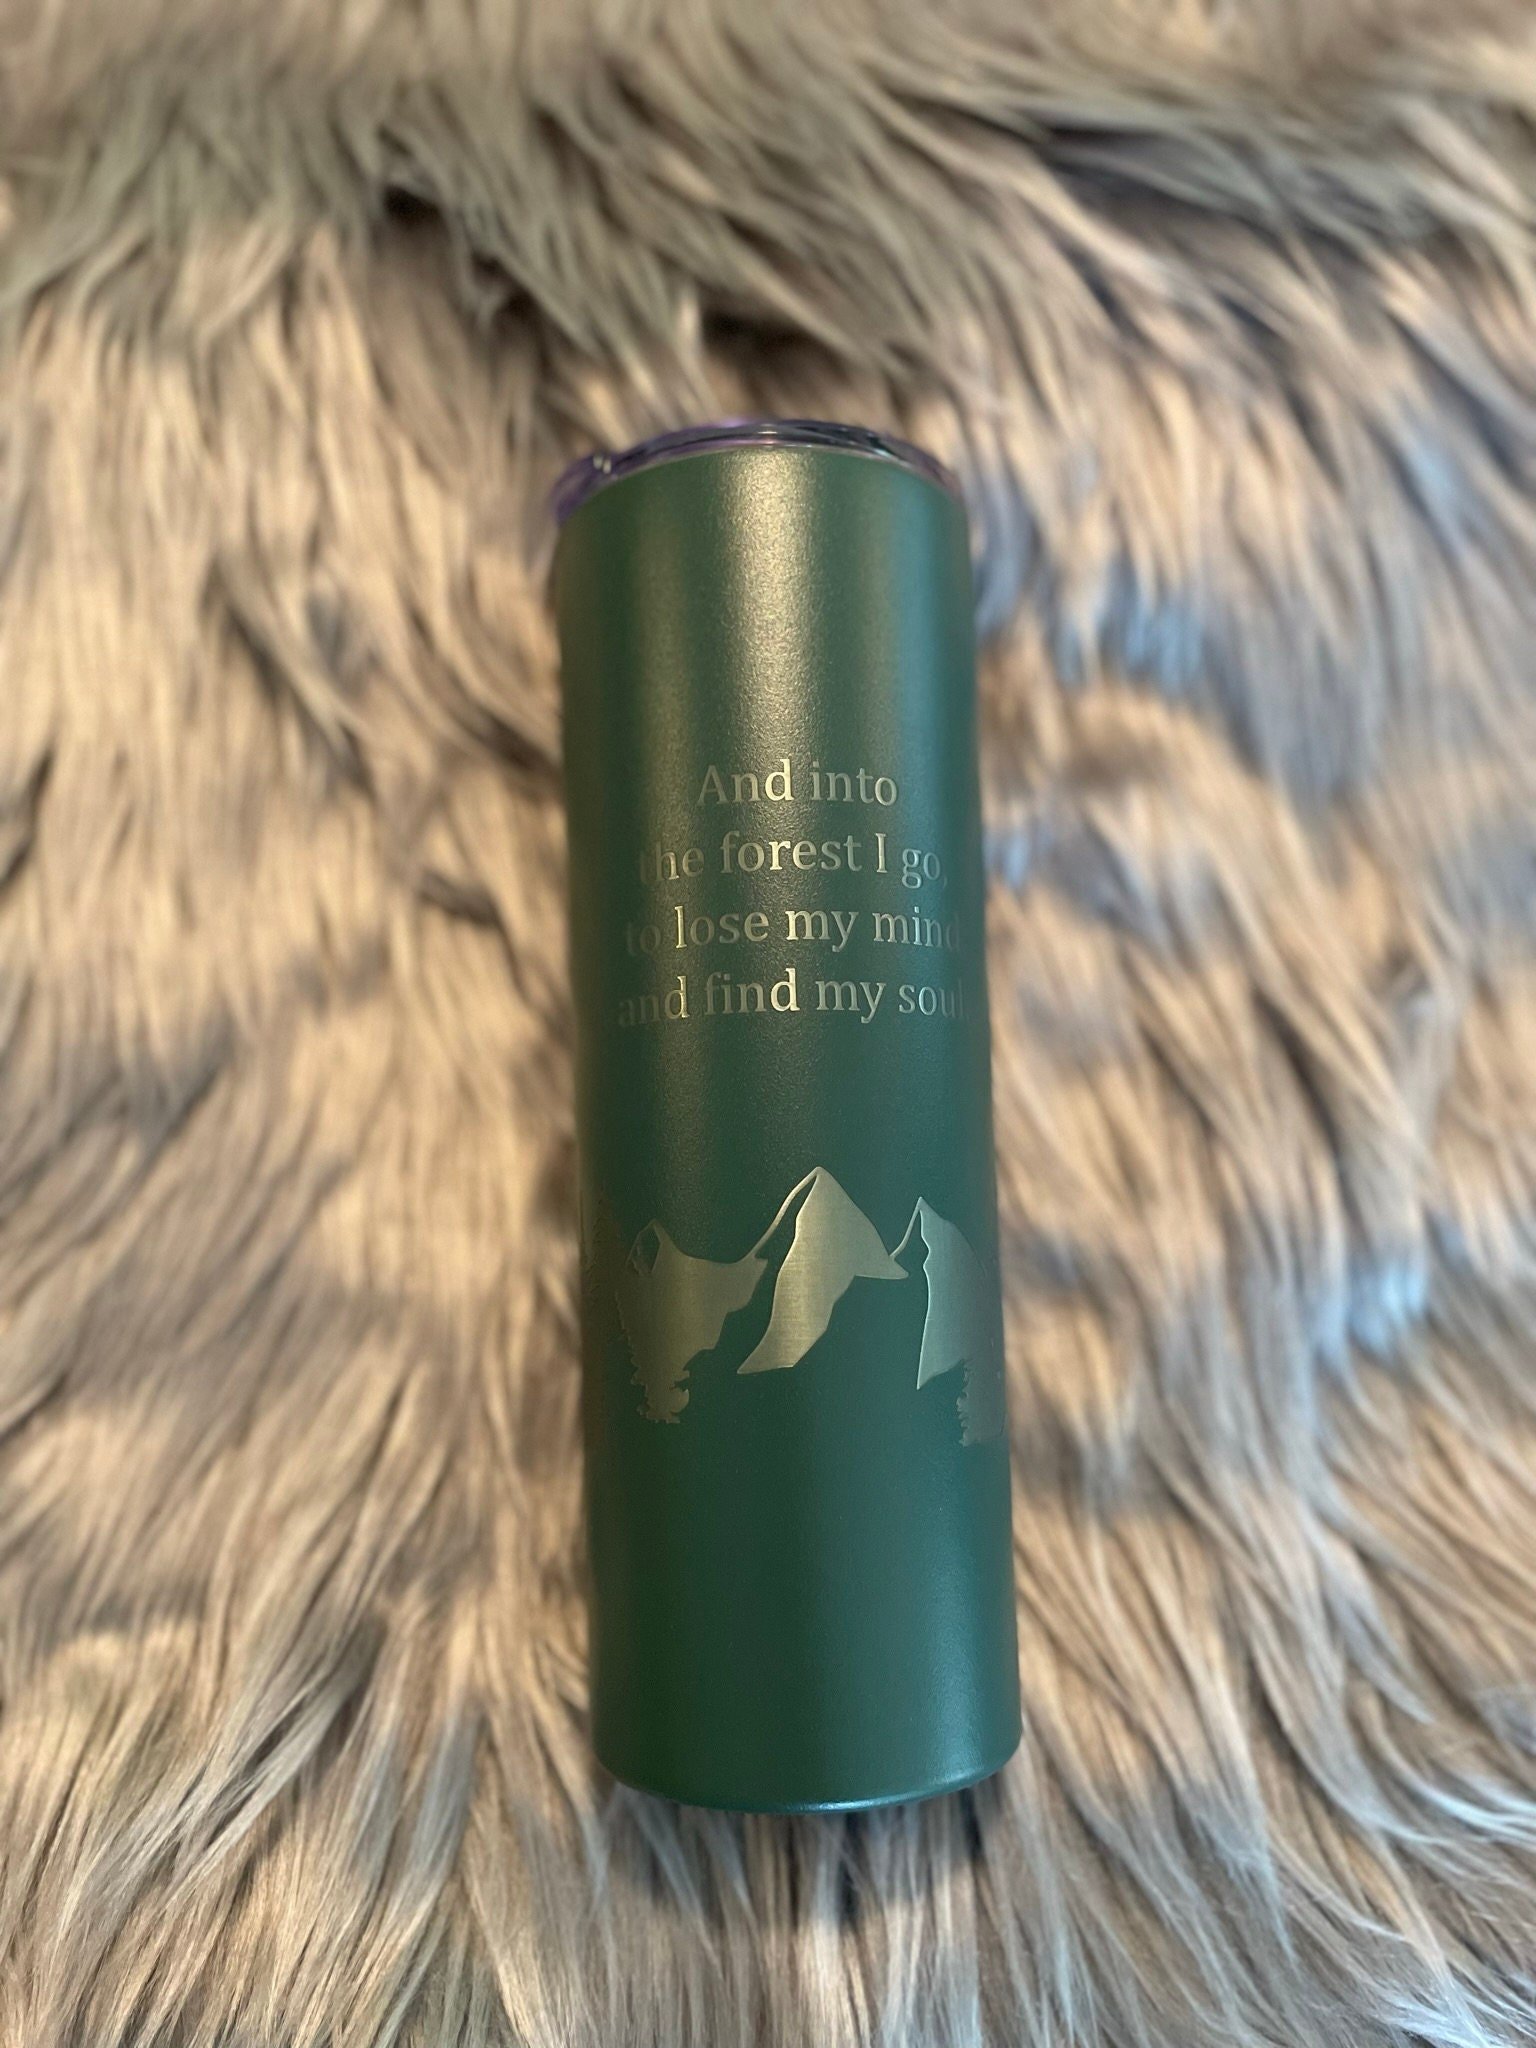 And into
the forest I go,
to lose my mind
and find my soul.